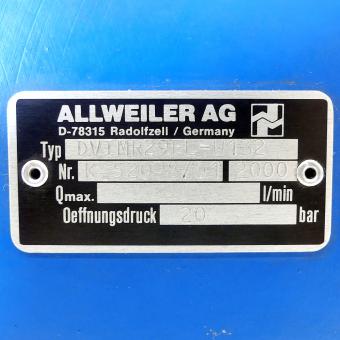 ALLWEILER AG
D-78315 Radolfzell / Germany
Typ
Nr. 2000
Qmax. l/min
Oeffnungsdruck 20 bar